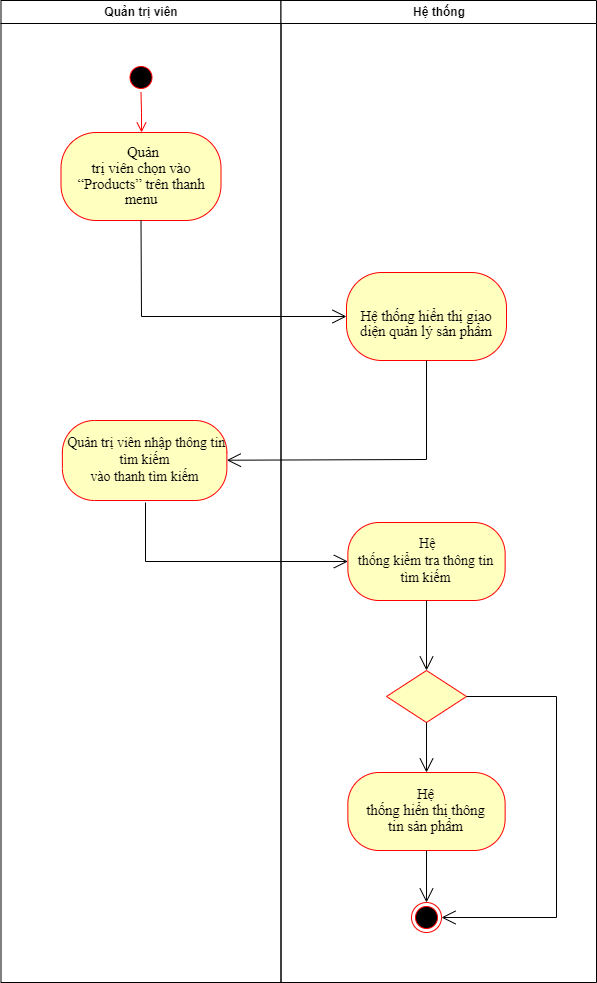 Quản trị viên
Hệ thống
Quản
trị viên chọn vào
“Products” trên thanh
menu
Hệ thống hiển thị giao
diện quản lý sản phẩm
Quản trị viên nhập thông tin
tìm kiếm
vào thanh tìm kiếm
Hệ
thống kiểm tra thông tin
tìm kiếm
Hệ
thống hiển thị thông
tin sản phẩm